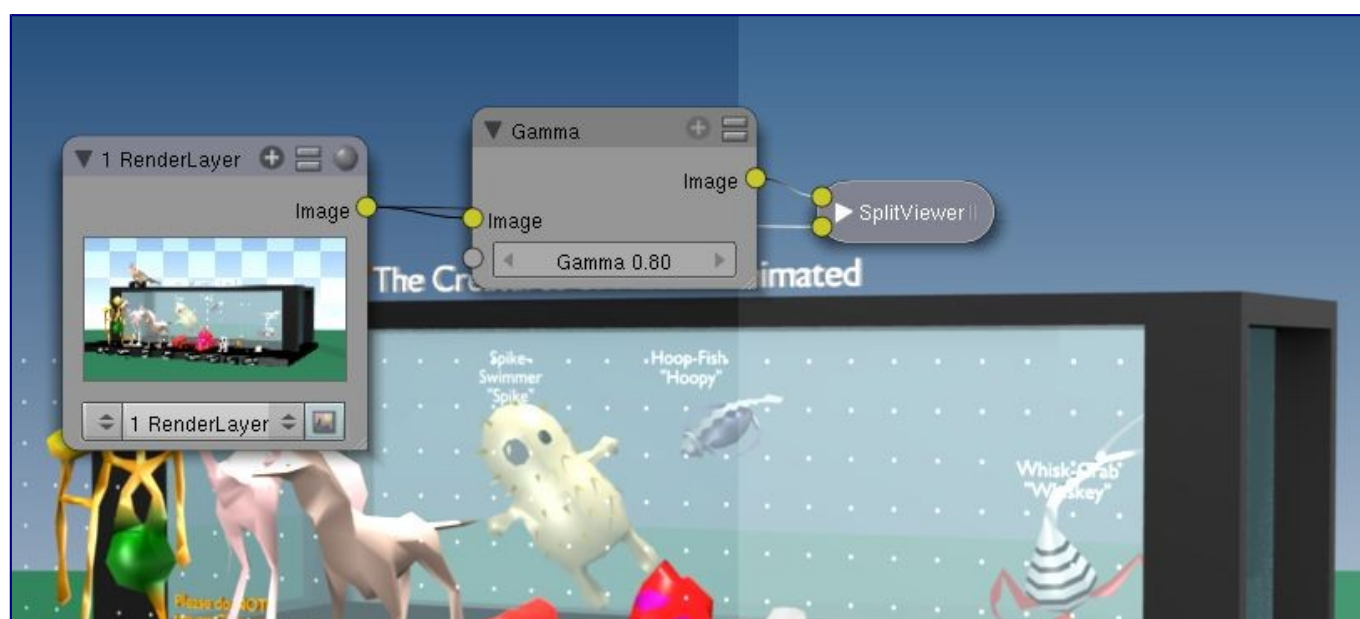 Gamma
1 RenderLayer
Image
Image
Image
SplitViewer
Gamma 0.80
The
imated
1 RenderLayer
Spike-
Swimmer
"Spike"
Hoop-Fish
"Hoopy"
Whisk-Crab
"Whiskey"
Please do NOT